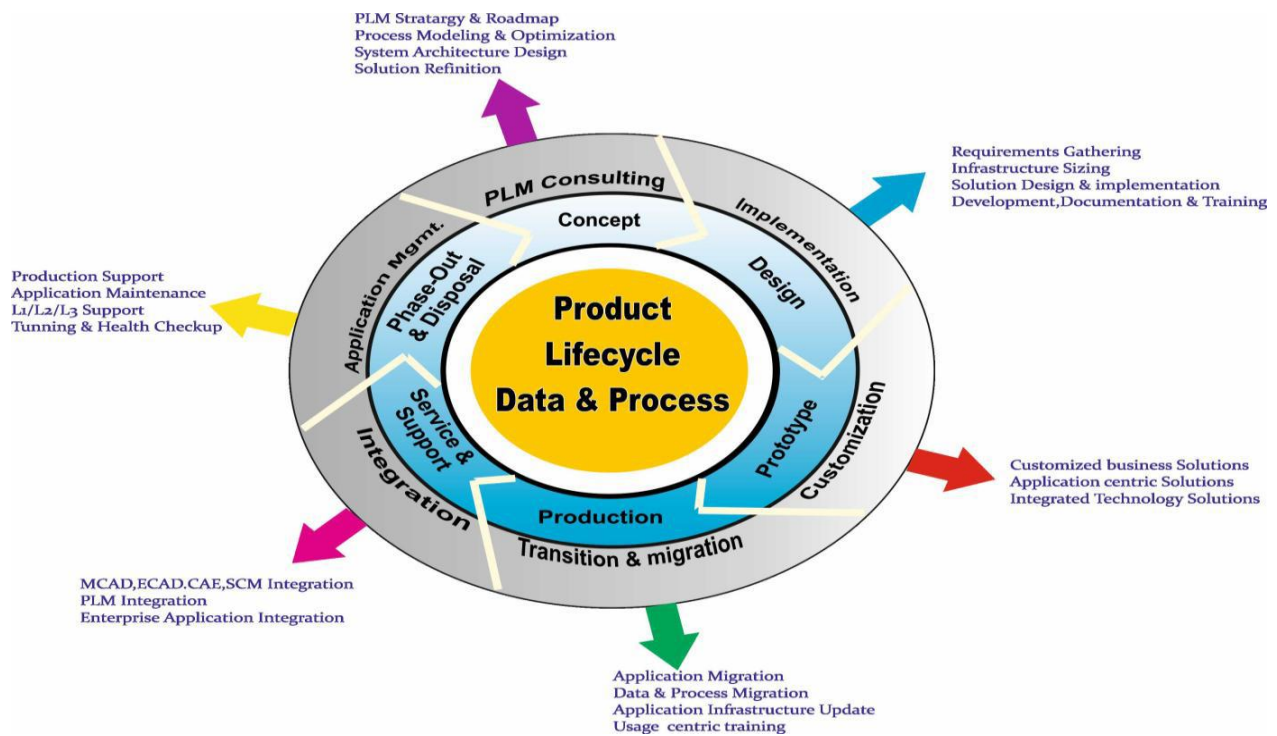 PLM Stratargy & Roadmap
Process Modeling & Optimization
System Architecture Design
Solution Refinition
Requirements Gathering
Infrastructure Sizing
Solution Design & implementation
Development,Documentation & Training
PLM Consulting
Implementation
Concept
Application Mgmt.
Phase-Out
& Disposal
Design
Production Support
Application Maintenance
L1/L2/L3 Support
Tunning & Health Checkup
Product
Lifecycle
Data & Process
Service &
Support
Prototype
Customization
Integration
Customized business Solutions
Application centric Solutions
Integrated Technology Solutions
Production
Transition & migration
MCAD,ECAD.CAE,SCM Integration
PLM Integration
Enterprise Application Integration
Application Migration
Data & Process Migration
Application Infrastructure Update
Usage centric training